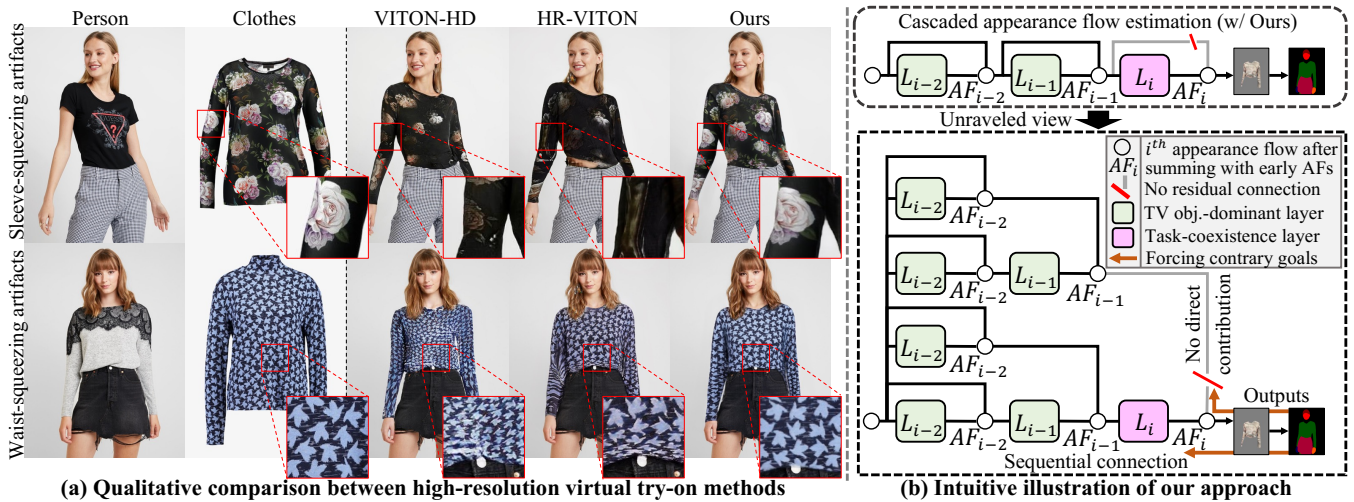 Person
Clothes
VITON-HD
HR-VITON
Ours
Sleeve-squeezing artifacts
Waist-squeezing artifacts
?
(a) Qualitative comparison between high-resolution virtual try-on methods
Cascaded appearance flow estimation (w/ Ours)
L_{i-2}
AF_{i-2}
L_{i-1}
AF_{i-1}
L_i
AF_i
Unraveled view
i^{th} appearance flow after
AF_i summing with early AFs
No residual connection
TV obj.-dominant layer
Task-coexistence layer
Forcing contrary goals
L_{i-2}
AF_{i-2}
L_{i-2}
AF_{i-2}
L_{i-1}
AF_{i-1}
L_{i-2}
AF_{i-2}
No direct
contribution
Outputs
L_{i-2}
AF_{i-2}
L_{i-1}
AF_{i-1}
L_i
AF_i
Sequential connection
(b) Intuitive illustration of our approach